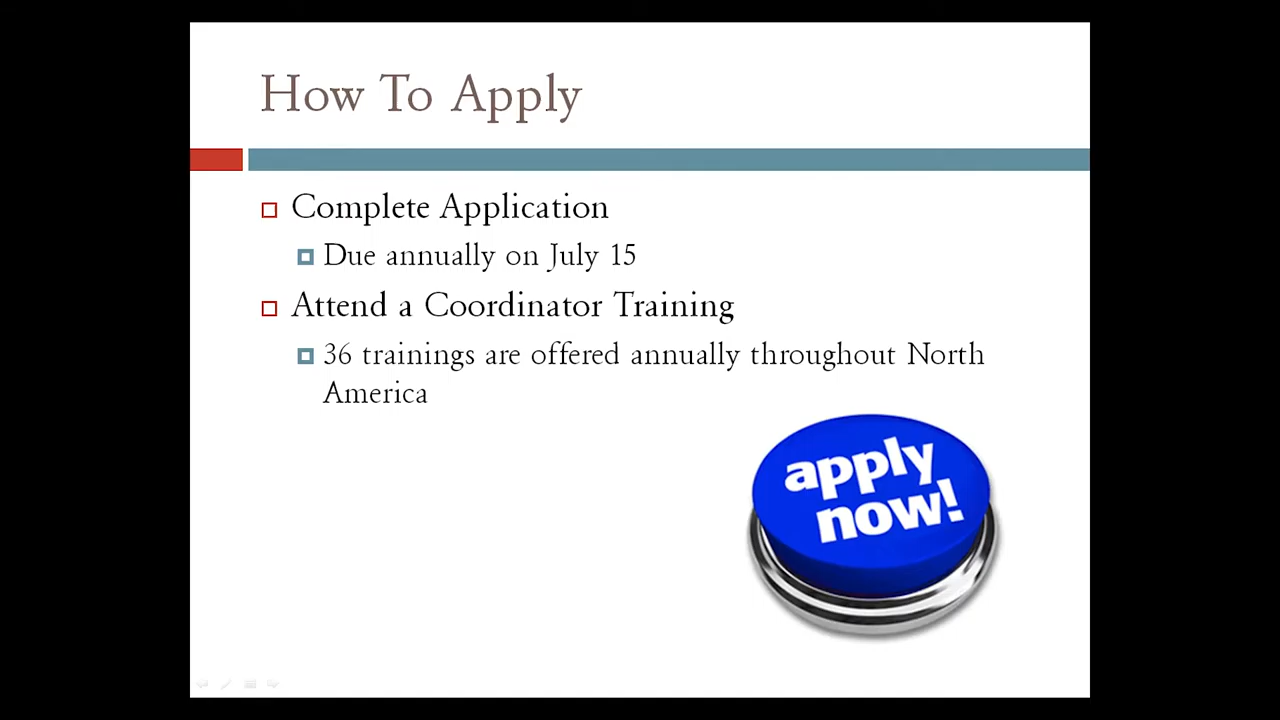 How To Apply
Complete Application
Due annually on July 15
Attend a Coordinator Training
36 trainings are offered annually throughout North
America
apply
now!